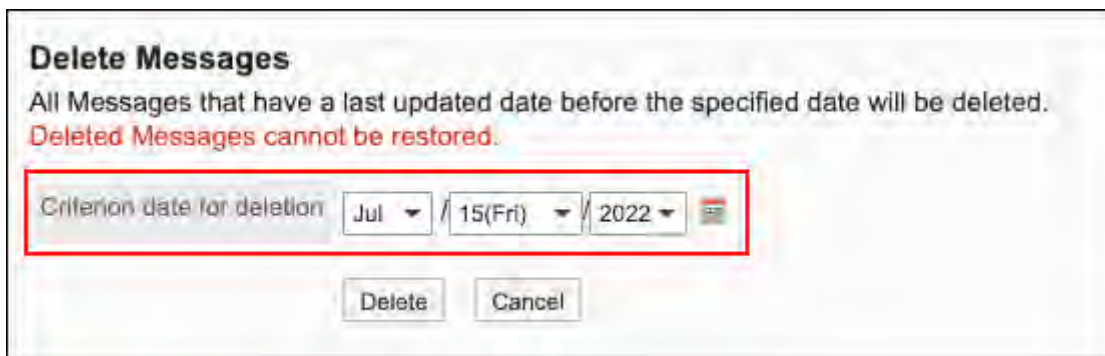 Delete Messages
All Messages that have a last updated date before the specified date will be deleted.
Deleted Messages cannot be restored.
Criterion date for deletion Jul / 15(Fri) / 2022
Delete Cancel